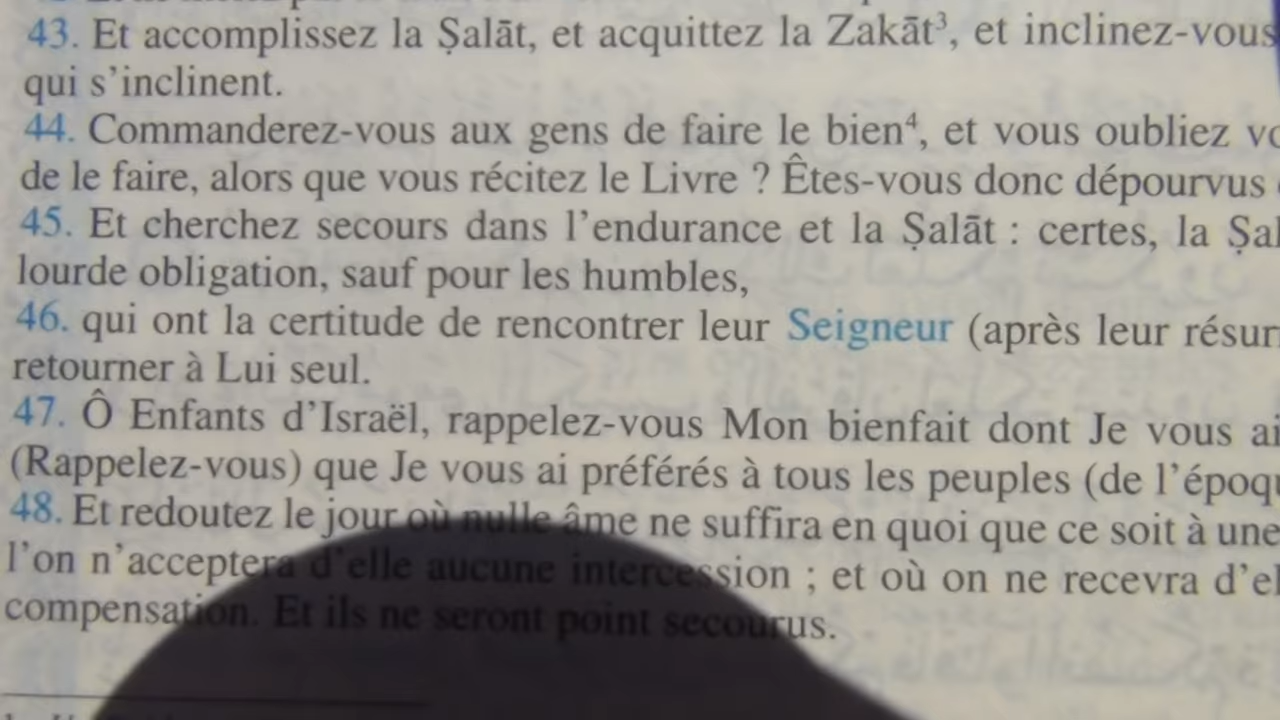 43. Et accomplissez la Ṣalāt, et acquittez la Zakāt³, et inclinez-vous
qui s’inclinent.
44. Commanderez-vous aux gens de faire le bien⁴, et vous oubliez
de le faire, alors que vous récitez le Livre ? Êtes-vous donc dépourvus
45. Et cherchez secours dans l’endurance et la Ṣalāt : certes, la
lourde obligation, sauf pour les humbles,
46. qui ont la certitude de rencontrer leur Seigneur (après leur
retourner à Lui seul.
47. Ô Enfants d’Israël, rappelez-vous Mon bienfait dont Je vous ai
(Rappelez-vous) que Je vous ai préférés à tous les peuples (de
48. Et redoutez le jour où nulle âme ne suffira en quoi que ce soit à une
l’on n’acceptera d’elle aucune intercession ; et où on ne recevra
compensation. Et ils ne seront point secourus.